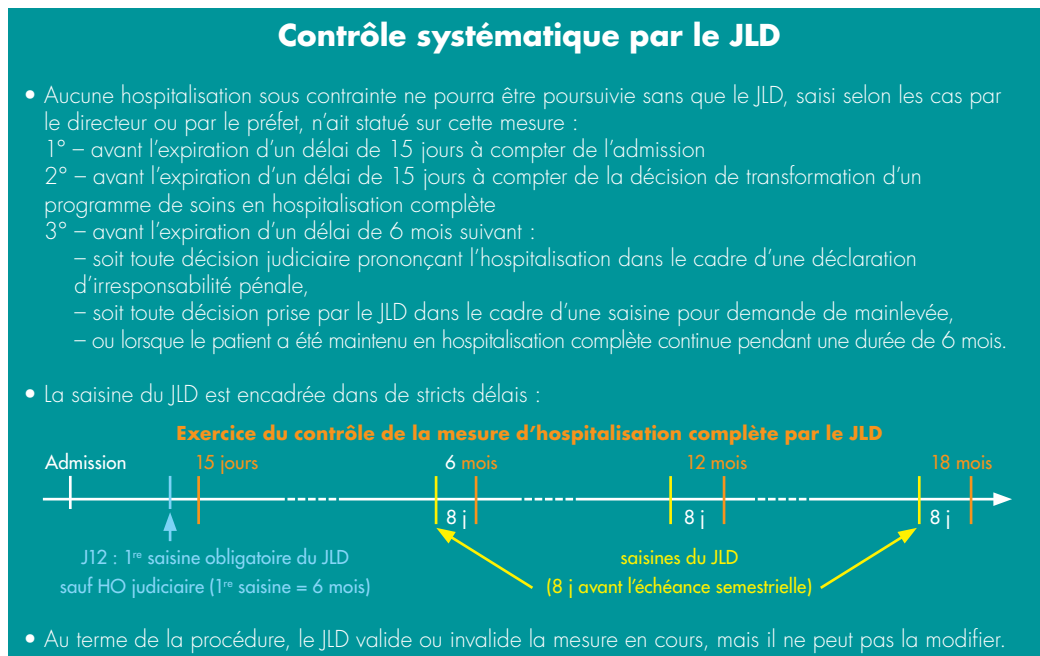 Contrôle systématique par le JLD
• Aucune hospitalisation sous contrainte ne pourra être poursuivie sans que le JLD, saisi selon les cas par
le directeur ou par le préfet, n'ait statué sur cette mesure :
1° – avant l'expiration d'un délai de 15 jours à compter de l'admission
2° – avant l'expiration d'un délai de 15 jours à compter de la décision de transformation d'un
programme de soins en hospitalisation complète
3° – avant l'expiration d'un délai de 6 mois suivant :
– soit toute décision judiciaire prononçant l'hospitalisation dans le cadre d'une déclaration
d'irresponsabilité pénale,
– soit toute décision prise par le JLD dans le cadre d'une saisine pour demande de mainlevée,
– ou lorsque le patient a été maintenu en hospitalisation complète continue pendant une durée de 6 mois.
• La saisine du JLD est encadrée dans de stricts délais :
Exercice du contrôle de la mesure d'hospitalisation complète par le JLD
Admission 15 jours 6 mois 12 mois 18 mois
8 j 8 j 8 j
J12 : 1re saisine obligatoire du JLD
sauf HO judiciaire (1re saisine = 6 mois)
saisines du JLD
(8 j avant l'échéance semestrielle)
• Au terme de la procédure, le JLD valide ou invalide la mesure en cours, mais il ne peut pas la modifier.